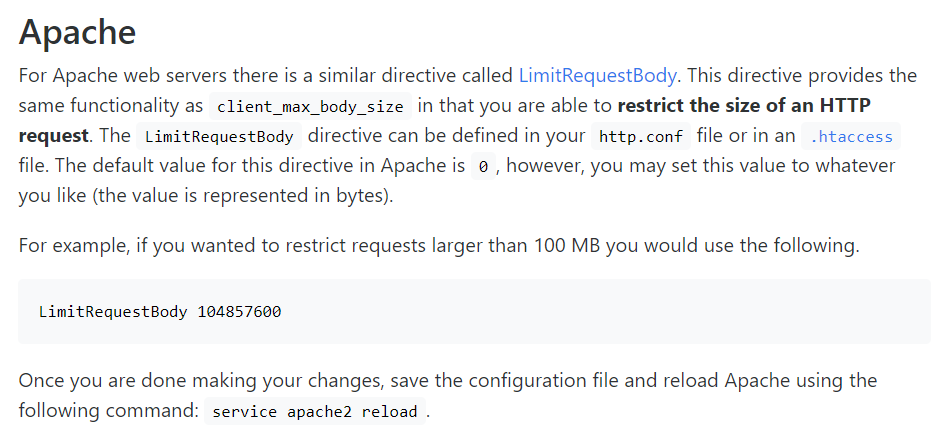 Apache
For Apache web servers there is a similar directive called LimitRequestBody. This directive provides the
same functionality as client_max_body_size in that you are able to restrict the size of an HTTP
request. The LimitRequestBody directive can be defined in your http.conf file or in an .htaccess
file. The default value for this directive in Apache is 0 , however, you may set this value to whatever
you like (the value is represented in bytes).
For example, if you wanted to restrict requests larger than 100 MB you would use the following.
LimitRequestBody 104857600
Once you are done making your changes, save the configuration file and reload Apache using the
following command: service apache2 reload .